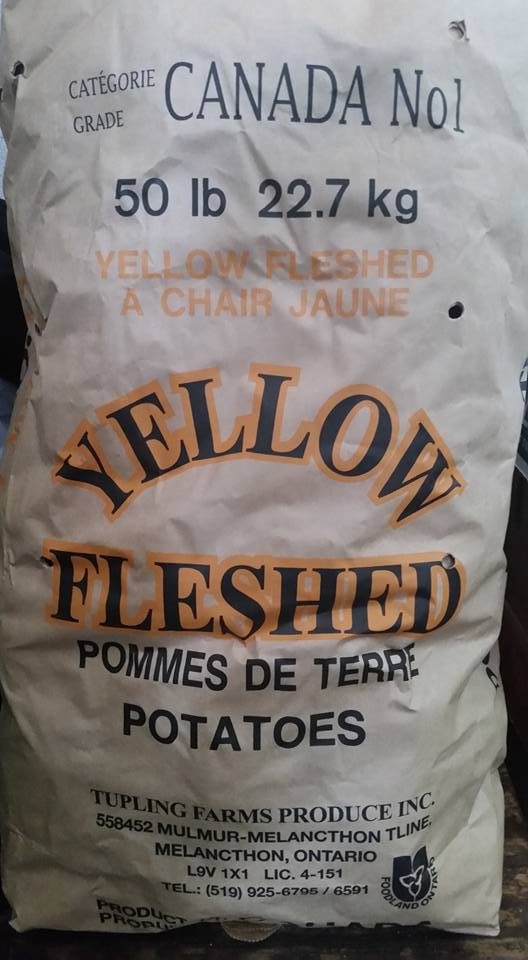 CATÉGORIE
GRADE
CANADA No1
50 lb 22.7 kg
YELLOW FLESHED
À CHAIR JAUNE
YELLOW
FLESHED
POMMES DE TERRE
POTATOES
TUPLING FARMS PRODUCE INC.
558452 MULMUR-MELANCTHON TLINE,
MELANCTHON, ONTARIO
L9V 1X1 LIC. 4-151
TEL.: (519) 925-6795 / 6591
FOODLAND ONTARIO
PRODUCT